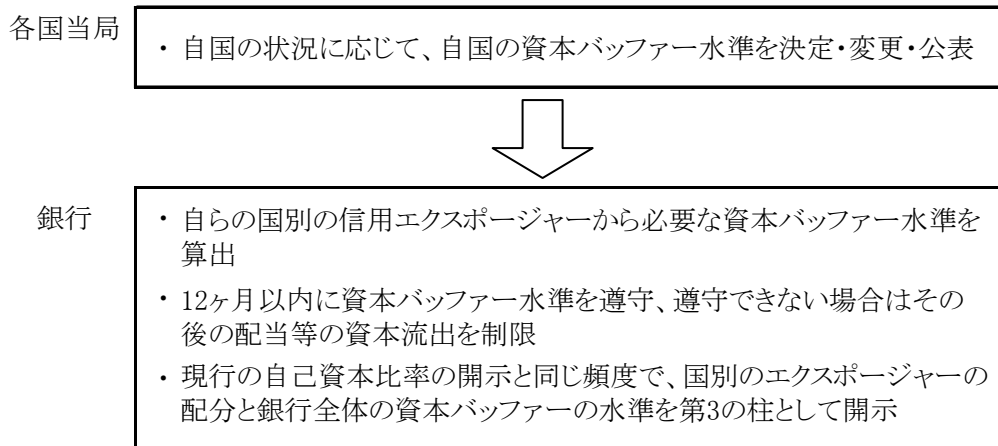 各国当局
・ 自国の状況に応じて、自国の資本バッファー水準を決定・変更・公表
銀行
・ 自らの国別の信用エクスポージャーから必要な資本バッファー水準を
算出
・ 12ヶ月以内に資本バッファー水準を遵守、遵守できない場合はその
後の配当等の資本流出を制限
・ 現行の自己資本比率の開示と同じ頻度で、国別のエクスポージャーの
配分と銀行全体の資本バッファーの水準を第3の柱として開示